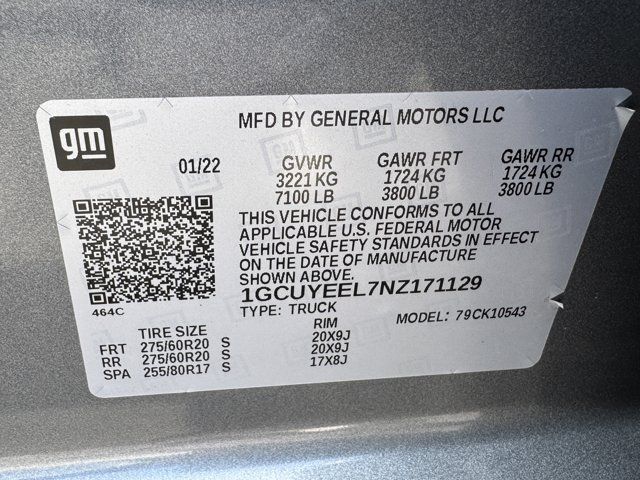 gm
MFD BY GENERAL MOTORS LLC
01/22
GVWR GAWR FRT GAWR RR
3221 KG 1724 KG 1724 KG
7100 LB 3800 LB 3800 LB
THIS VEHICLE CONFORMS TO ALL
APPLICABLE U.S. FEDERAL MOTOR
VEHICLE SAFETY STANDARDS IN EFFECT
ON THE DATE OF MANUFACTURE
SHOWN ABOVE.
1GCUYEEL7NZ171129
464C
TYPE: TRUCK MODEL: 79CK10543
TIRE SIZE RIM
FRT 275/60R20 S 20X9J
RR 275/60R20 S 20X9J
SPA 255/80R17 S 17X8J